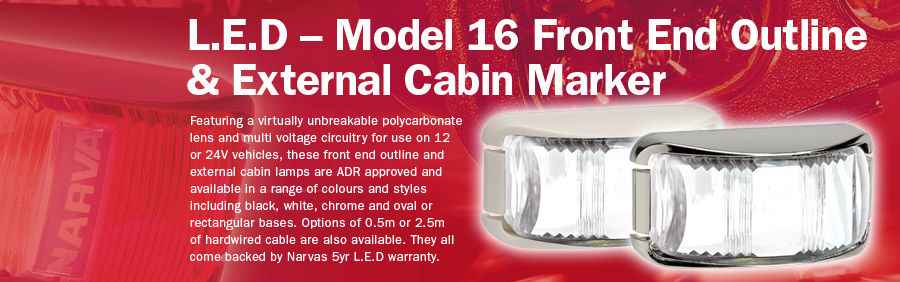 L.E.D – Model 16 Front End Outline
& External Cabin Marker
Featuring a virtually unbreakable polycarbonate
lens and multi voltage circuitry for use on 12
or 24V vehicles, these front end outline and
external cabin lamps are ADR approved and
available in a range of colours and styles
including black, white, chrome and oval or
rectangular bases. Options of 0.5m or 2.5m
of hardwired cable are also available. They all
come backed by Narvas 5yr L.E.D warranty.
NARVA